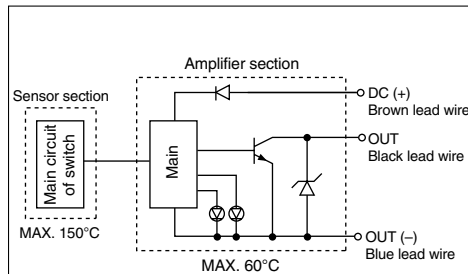 Amplifier section
Sensor section
DC (+)
Brown lead wire
Main circuit
of switch
Main
OUT
Black lead wire
MAX. 150°C
OUT (–)
Blue lead wire
MAX. 60°C